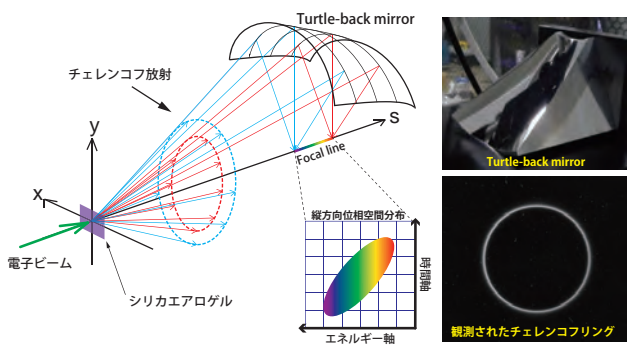 Turtle-back mirror
チェレンコフ放射
y
x
s
Focal line
電子ビーム
シリカエアロゲル
縦方向位相空間分布
時間軸
エネルギー軸
Turtle-back mirror
観測されたチェレンコフリング